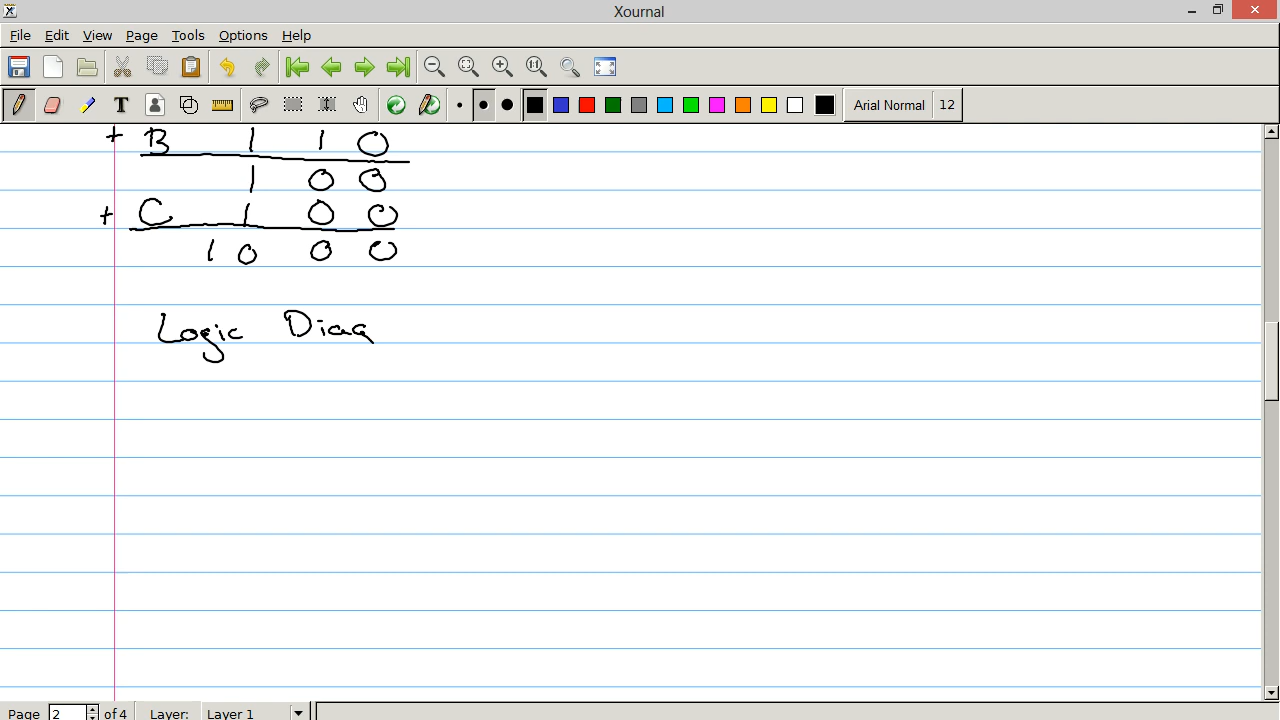 Xournal
File Edit View Page Tools Options Help
Arial Normal 12
+ B 1 1 0
1 0 0
+ C 1 0 0
1 0 0 0
Logic Diag
Page 2 of 4 Layer: Layer 1